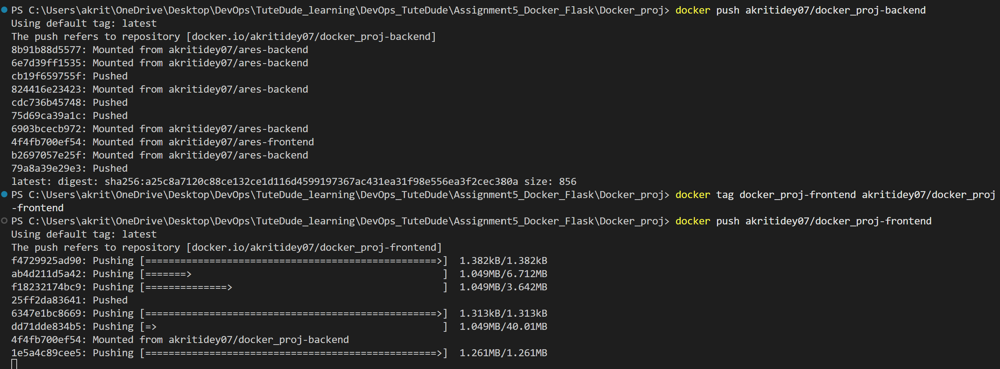 PS C:\Users\akrit\OneDrive\Desktop\DevOps\TuteDude_learning\DevOps_TuteDude\Assignment5_Docker_Flask\Docker_proj> docker push akritidey07/docker_proj-backend
Using default tag: latest
The push refers to repository [docker.io/akritidey07/docker_proj-backend]
8b91b88d5577: Mounted from akritidey07/ares-backend
6e7d39ff1535: Mounted from akritidey07/ares-backend
cb19f659755f: Pushed
824416e23423: Mounted from akritidey07/ares-backend
cdc736b45748: Pushed
75d69ca39a1c: Pushed
6903bcecb972: Mounted from akritidey07/ares-backend
4f4fb700ef54: Mounted from akritidey07/ares-frontend
b2697057e25f: Mounted from akritidey07/ares-backend
79a8a39e29e3: Pushed
latest: digest: sha256:a25c8a7120c88ce132ce1d116d4599197367ac431ea31f98e556ea3f2cec380a size: 856
PS C:\Users\akrit\OneDrive\Desktop\DevOps\TuteDude_learning\DevOps_TuteDude\Assignment5_Docker_Flask\Docker_proj> docker tag docker_proj-frontend akritidey07/docker_proj
-frontend
PS C:\Users\akrit\OneDrive\Desktop\DevOps\TuteDude_learning\DevOps_TuteDude\Assignment5_Docker_Flask\Docker_proj> docker push akritidey07/docker_proj-frontend
Using default tag: latest
The push refers to repository [docker.io/akritidey07/docker_proj-frontend]
f4729925ad90: Pushing [==================================================>]  1.382kB/1.382kB
ab4d211d5a42: Pushing [=======>                                           ]  1.049MB/6.712MB
f18232174bc9: Pushing [==============>                                    ]  1.049MB/3.642MB
25ff2da83641: Pushed
6347e1bc8669: Pushing [==================================================>]  1.313kB/1.313kB
dd71dde834b5: Pushing [=>                                                 ]  1.049MB/40.01MB
4f4fb700ef54: Mounted from akritidey07/docker_proj-backend
1e5a4c89cee5: Pushing [==================================================>]  1.261MB/1.261MB